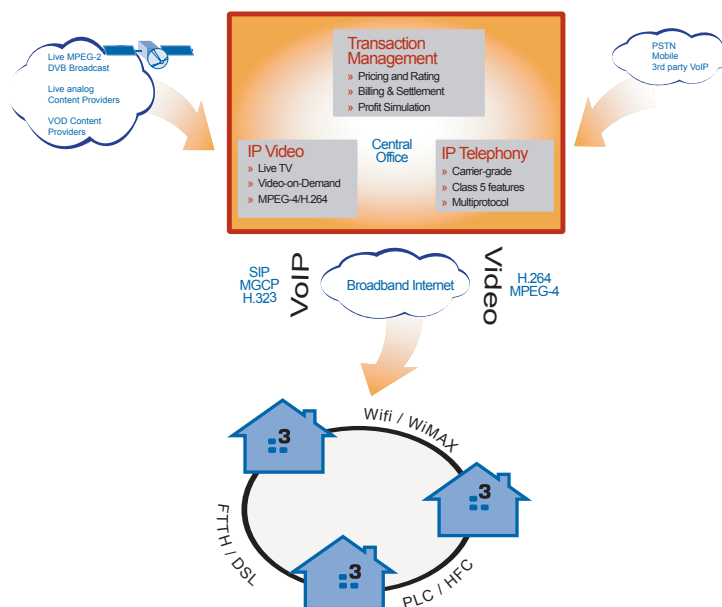 Live MPEG-2
DVB Broadcast
Live analog
Content Providers
VOD Content
Providers
Transaction
Management
» Pricing and Rating
» Billing & Settlement
» Profit Simulation
PSTN
Mobile
3rd party VoIP
IP Video
» Live TV
» Video-on-Demand
» MPEG-4/H.264
Central
Office
IP Telephony
» Carrier-grade
» Class 5 features
» Multiprotocol
SIP
MGCP
H.323
VoIP
Broadband Internet
Video
H.264
MPEG-4
Wifi / WiMAX
3
3
FTTH / DSL
3
PLC / HFC